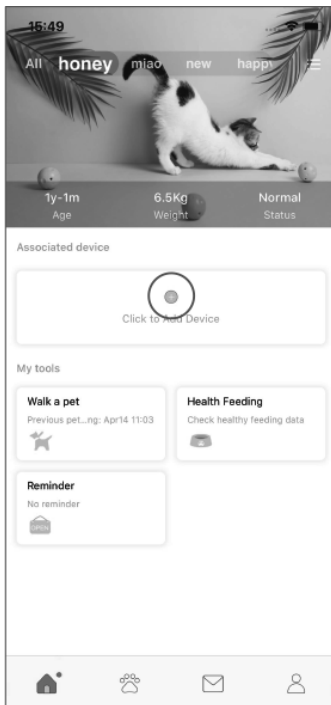 15:49
All honey miao new happy
1y-1m 6.5Kg Normal
Age Weight Status
Associated device
Click to Add Device
My tools
Walk a pet Health Feeding
Previous pet...ng: Apr14 11:03 Check healthy feeding data
Reminder
No reminder
OPEN